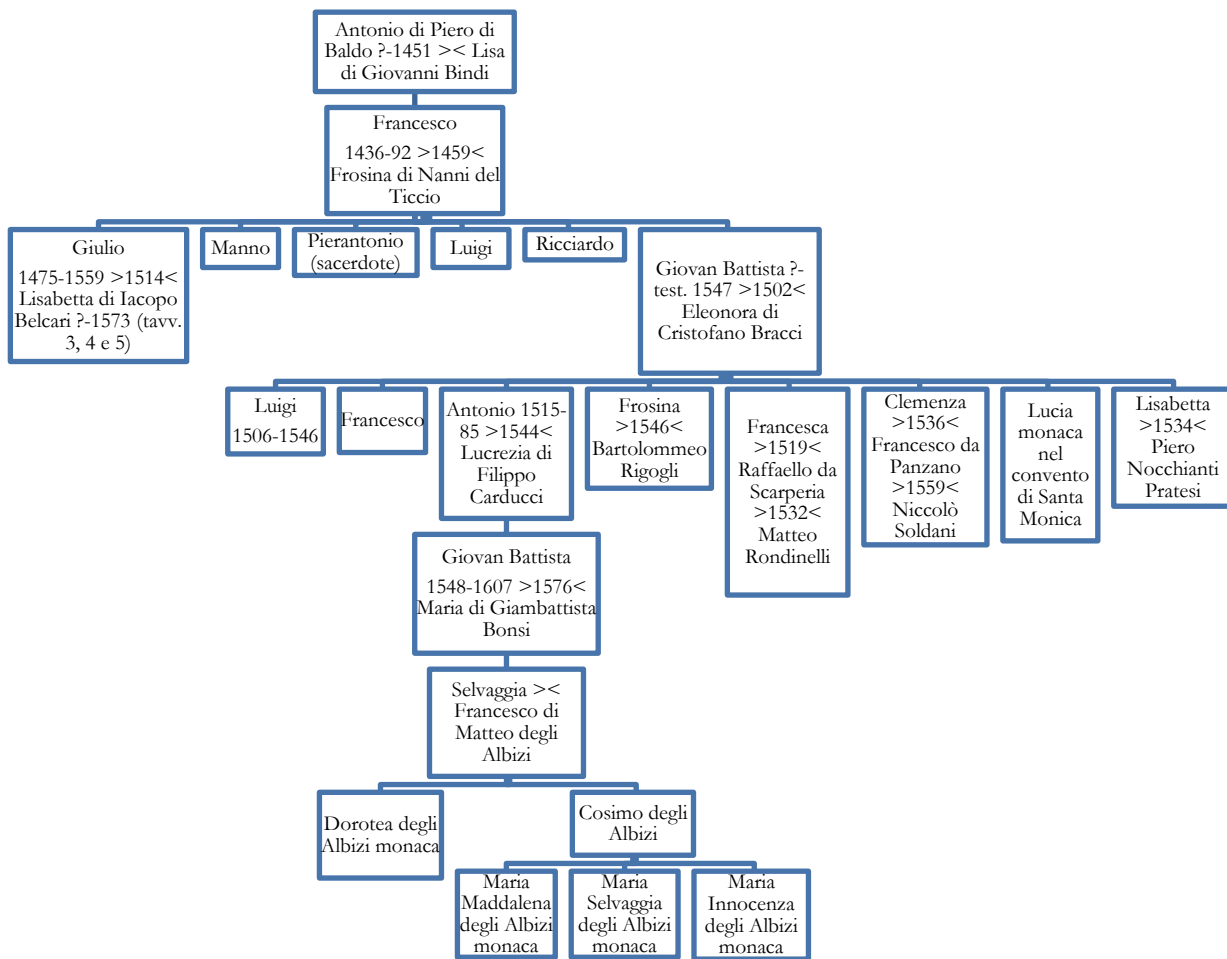 Antonio di Piero di
Baldo ?-1451 >< Lisa
di Giovanni Bindi
Francesco
1436-92 >1459<
Frosina di Nanni del
Ticcio
Giulio
1475-1559 >1514<
Lisabetta di Iacopo
Belcari ?-1573 (tavv.
3, 4 e 5)
Manno
Pierantonio
(sacerdote)
Luigi
Ricciardo
Giovan Battista ?-
test. 1547 >1502<
Eleonora di
Cristofano Bracci
Luigi
1506-1546
Francesco
Antonio 1515-
85 >1544<
Lucrezia di
Filippo
Carducci
Frosina
>1546<
Bartolommeo
Rigogli
Francesca
>1519<
Raffaello da
Scarperia
>1532<
Matteo
Rondinelli
Clemenza
>1536<
Francesco da
Panzano
>1559<
Niccolò
Soldani
Lucia
monaca
nel
convento
di Santa
Monica
Lisabetta
>1534<
Piero
Nocchianti
Pratesi
Giovan Battista
1548-1607 >1576<
Maria di Giambattista
Bonsi
Selvaggia ><
Francesco di
Matteo degli
Albizi
Dorotea degli
Albizi monaca
Cosimo degli
Albizi
Maria
Maddalena
degli Albizi
monaca
Maria
Selvaggia
degli Albizi
monaca
Maria
Innocenza
degli Albizi
monaca